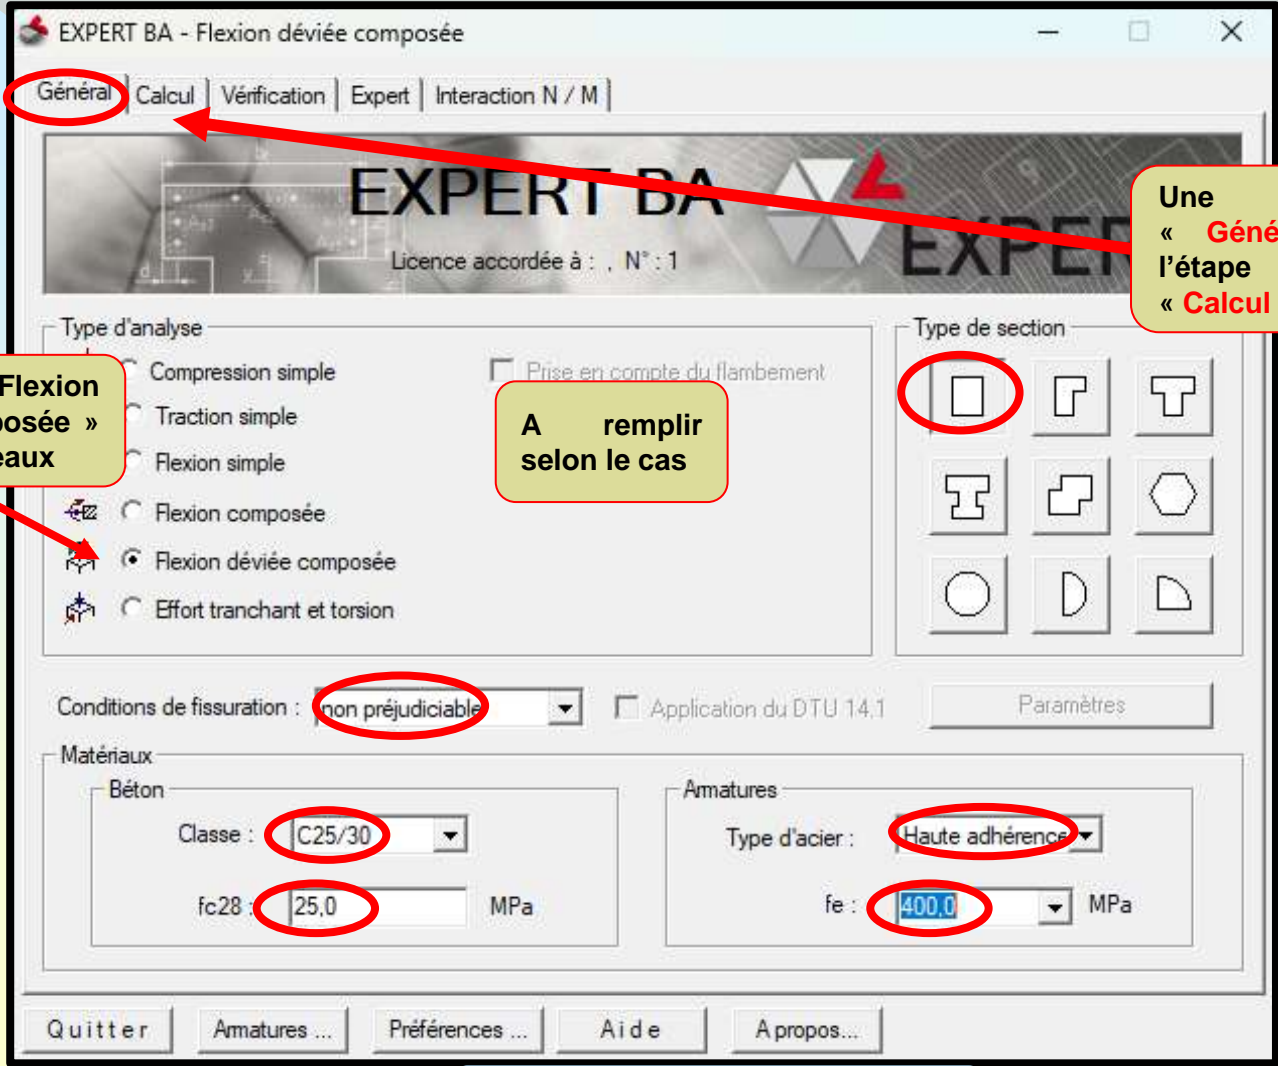 EXPERT BA - Flexion déviée composée
Général Calcul Vérification Expert Interaction N / M
EXPERT BA
Licence accordée à : , N° : 1
EXPER
Une
« Géné
l'étape
« Calcul
Type d'analyse
Compression simple
Prise en compte du flambement
Traction simple
Flexion simple
Flexion composée
Flexion déviée composée
Effort tranchant et torsion
Flexion
posée »
eaux
A remplir
selon le cas
Type de section
Conditions de fissuration : non préjudiciable
Application du DTU 14.1
Paramètres
Matériaux
Béton
Classe : C25/30
fc28 : 25,0 MPa
Armatures
Type d'acier : Haute adhérence
fe : 400,0 MPa
Quitter Armatures ... Préférences ... Aide A propos...